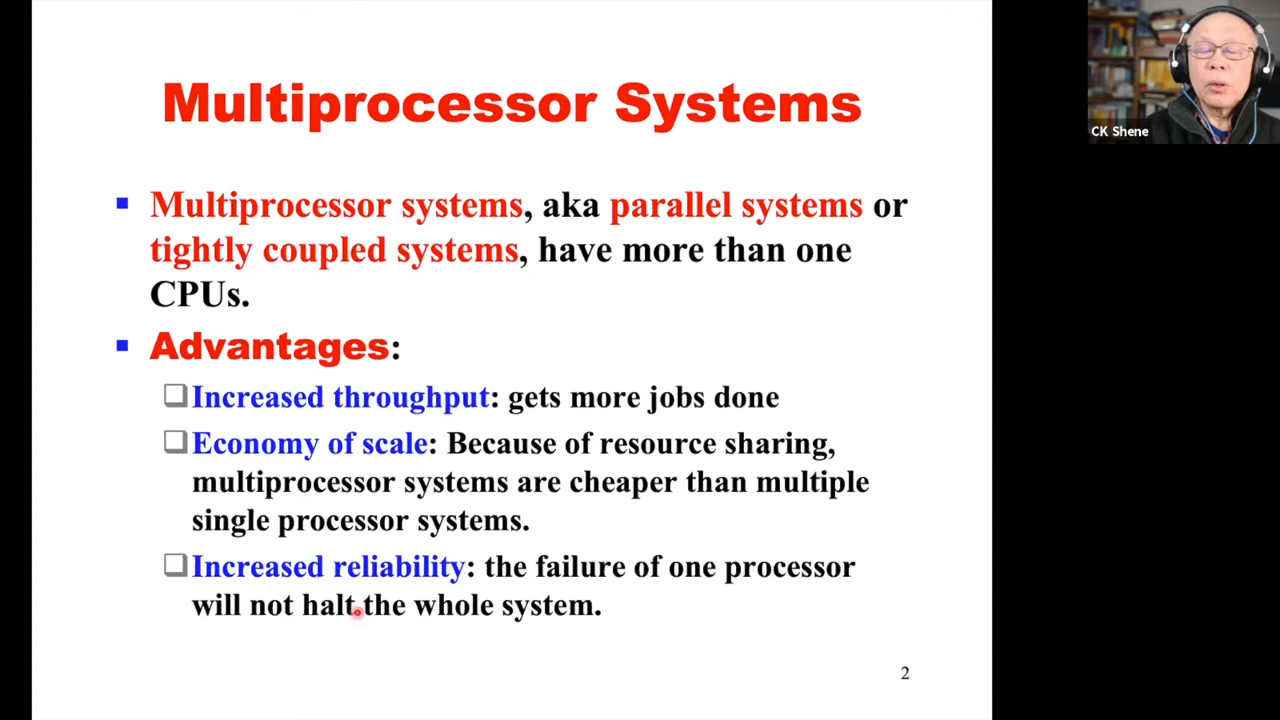 Multiprocessor Systems
Multiprocessor systems, aka parallel systems or
tightly coupled systems, have more than one
CPUs.
Advantages:
Increased throughput: gets more jobs done
Economy of scale: Because of resource sharing,
multiprocessor systems are cheaper than multiple
single processor systems.
Increased reliability: the failure of one processor
will not halt the whole system.
2
CK Shene